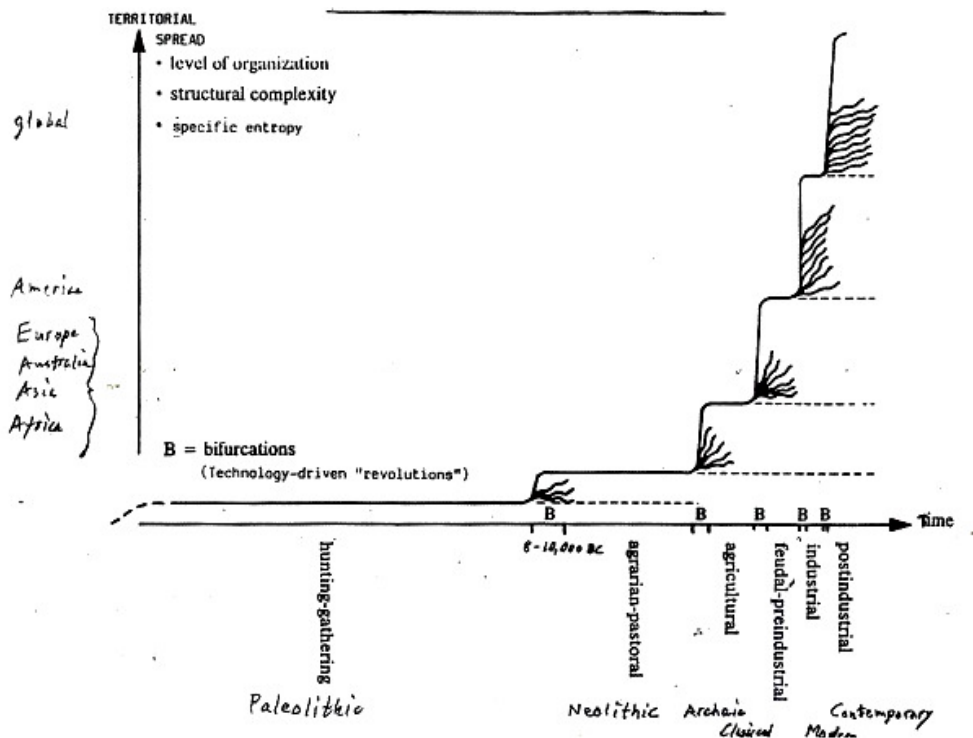 TERRITORIAL
SPREAD
• level of organization
• structural complexity
• specific entropy
global
America
Europe
Australia
Asia
Africa
B = bifurcations
(Technology-driven "revolutions")
B
B
B
B
B
Time
8-10,000 BC
hunting-gathering
agrarian-pastoral
agricultural
feudal-preindustrial
industrial
postindustrial
Paleolithic
Neolithic
Archaic
Classical
Modern
Contemporary